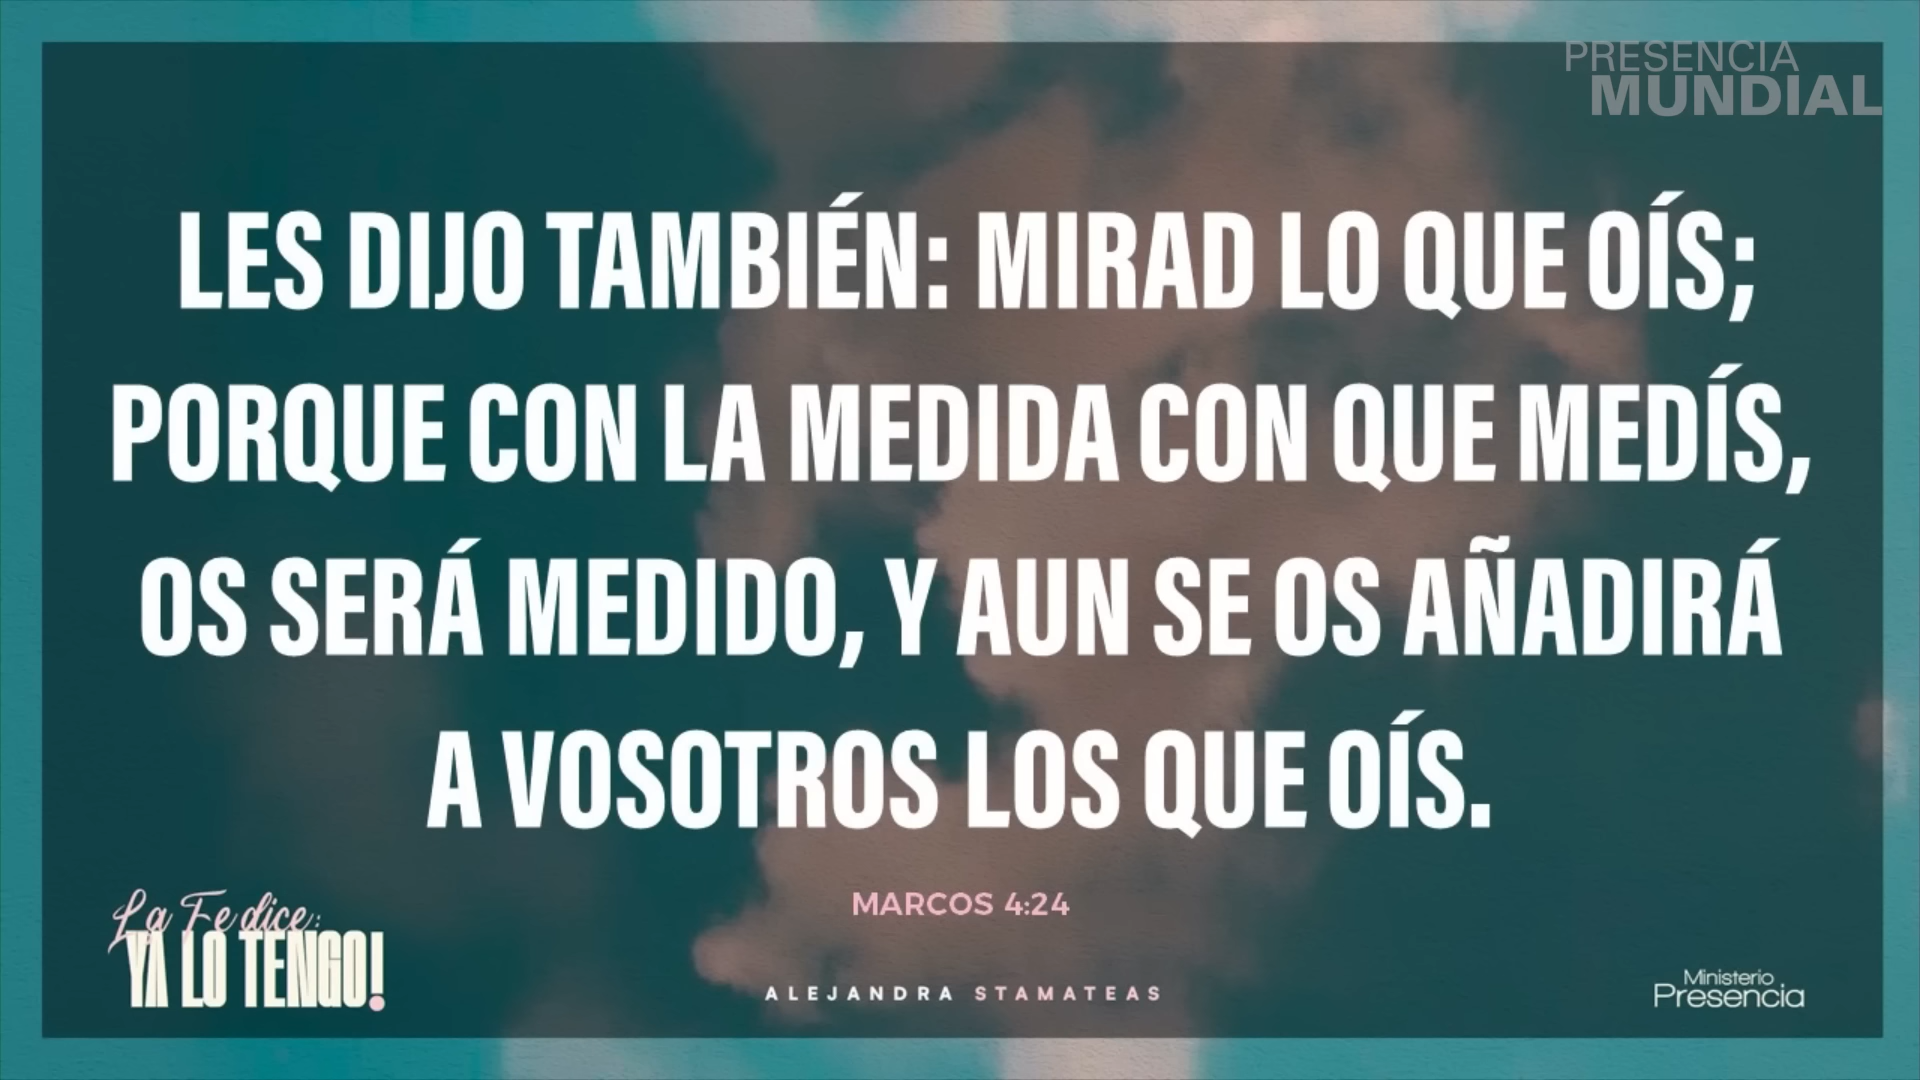 PRESENCIA
MUNDIAL
LES DIJO TAMBIÉN: MIRAD LO QUE OÍS;
PORQUE CON LA MEDIDA CON QUE MEDÍS,
OS SERÁ MEDIDO, Y AUN SE OS AÑADIRÁ
A VOSOTROS LOS QUE OÍS.
MARCOS 4:24
La Fe dice:
YA LO TENGO!
ALEJANDRA STAMATEAS
Ministerio
Presencia